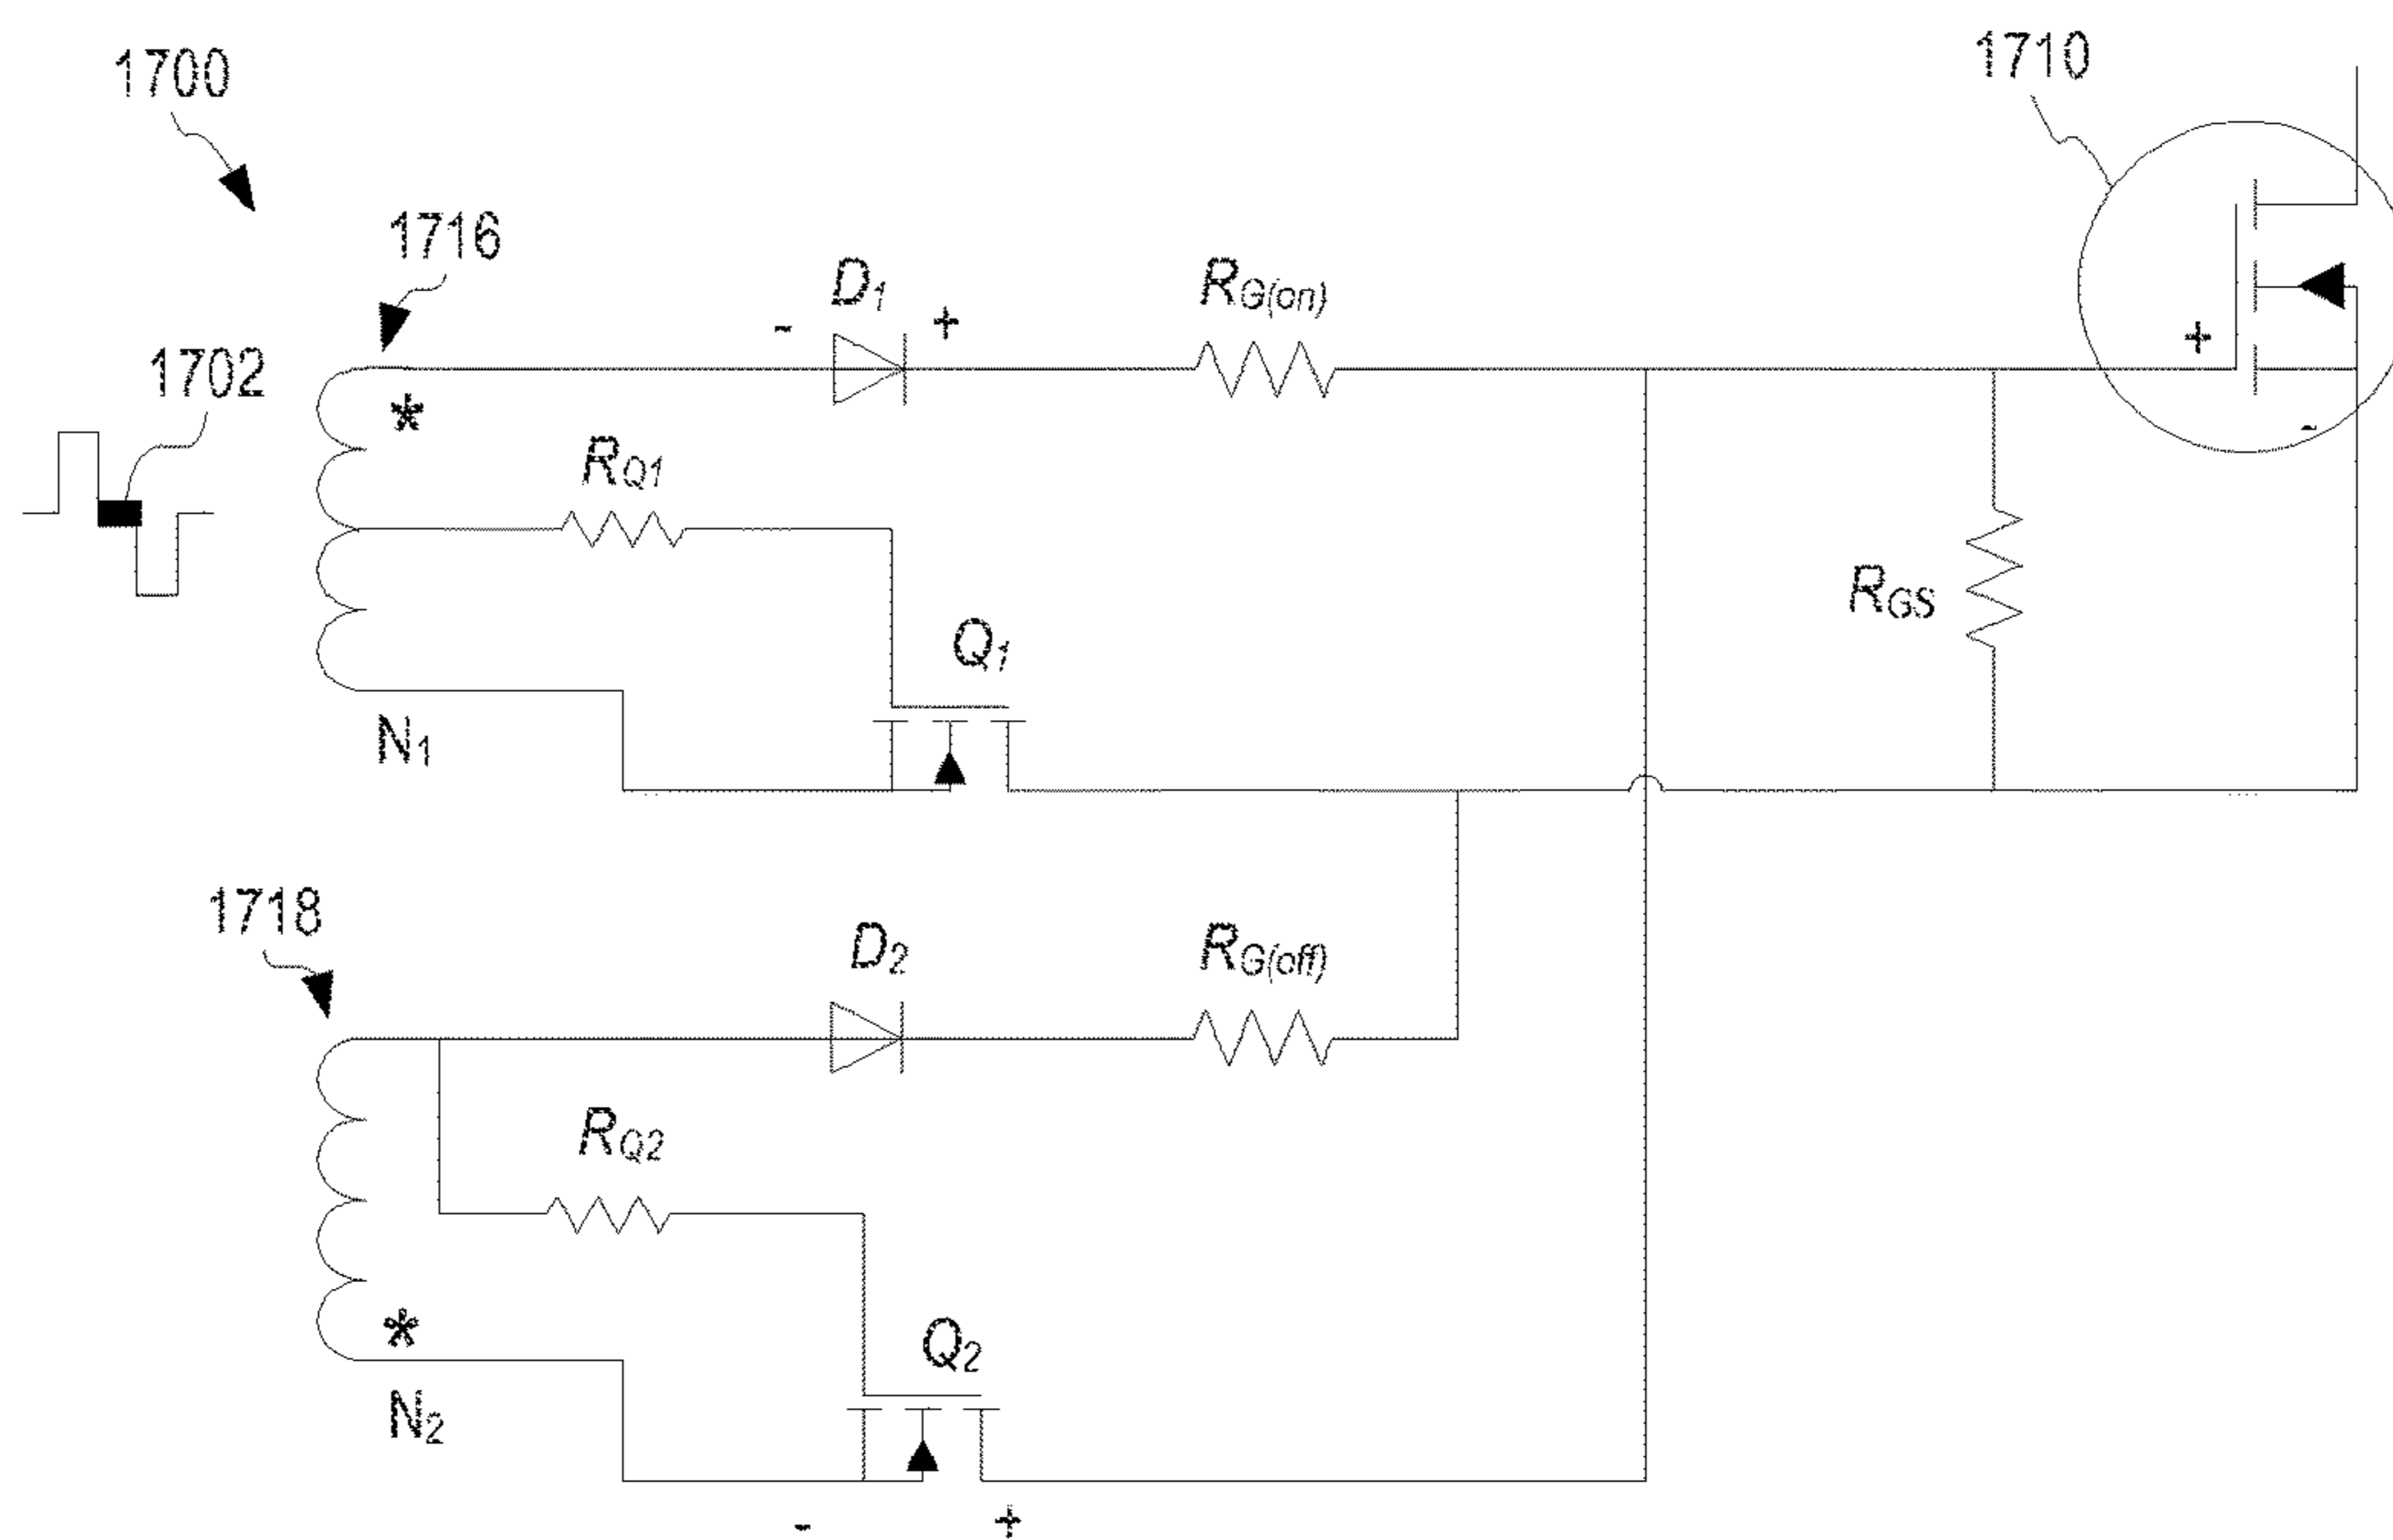 1700
1710
1716
D1
RG(on)
- +
+
1702
*
-
RQ1
RGS
Q1
N1
1718
D2
RG(off)
RQ2
*
Q2
N2
- +